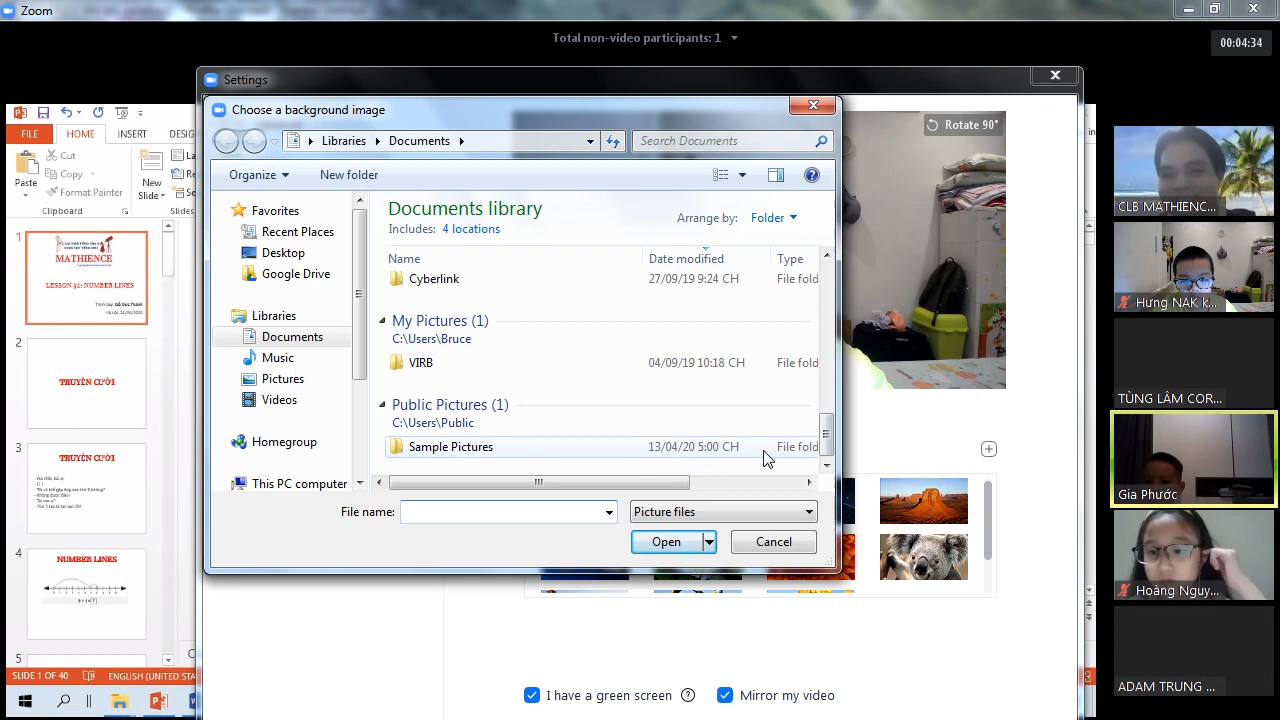 Zoom
Total non-video participants: 1
00:04:34
Settings
Choose a background image
Rotate 90°
Libraries
Documents
Search Documents
Organize
New folder
Favorites
Recent Places
Desktop
Google Drive
Libraries
Documents
Music
Pictures
Videos
Homegroup
This PC computer
Documents library
Includes: 4 locations
Arrange by: Folder
Name Date modified Type
Cyberlink 27/09/19 9:24 CH File fold
My Pictures (1)
C:\Users\Bruce
VIRB 04/09/19 10:18 CH File fold
Public Pictures (1)
C:\Users\Public
Sample Pictures 13/04/20 5:00 CH File fold
File name:
Picture files
Open
Cancel
I have a green screen
Mirror my video
FILE HOME INSERT DESIG
Cut
Copy
Format Painter
Paste
Clipboard
New
Slide
Slides
1
MATHIENCE
LESSON 32: NUMBER LINES
2
TRUYỆN CƯỜI
3
TRUYỆN CƯỜI
4
NUMBER LINES
5
SLIDE 1 OF 40 ENGLISH (UNITED STA
CLB MATHIENC...
Hưng NAK k...
TÙNG LÂM COR...
Gia Phước
Hoàng Nguy...
ADAM TRUNG ...